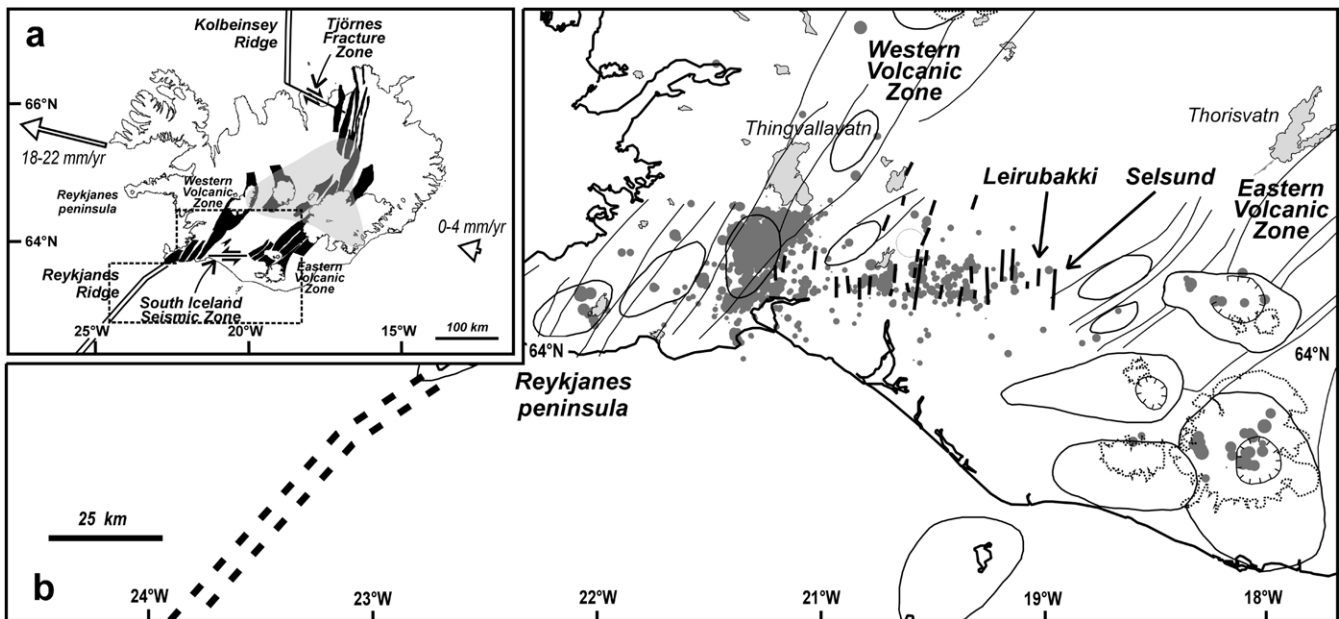 a
Kolbeinsey
Ridge
Tjörnes
Fracture
Zone
66°N
18-22 mm/yr
Reykjanes
peninsula
Western
Volcanic
Zone
0-4 mm/yr
64°N
Reykjanes
Ridge
Eastern
Volcanic
Zone
South Iceland
Seismic Zone
25°W
20°W
15°W
100 km
Western
Volcanic
Zone
Thingvallavatn
Thorisvatn
Leirubakki
Selsund
Eastern
Volcanic
Zone
64°N
64°N
Reykjanes
peninsula
25 km
b
24°W
23°W
22°W
21°W
19°W
18°W